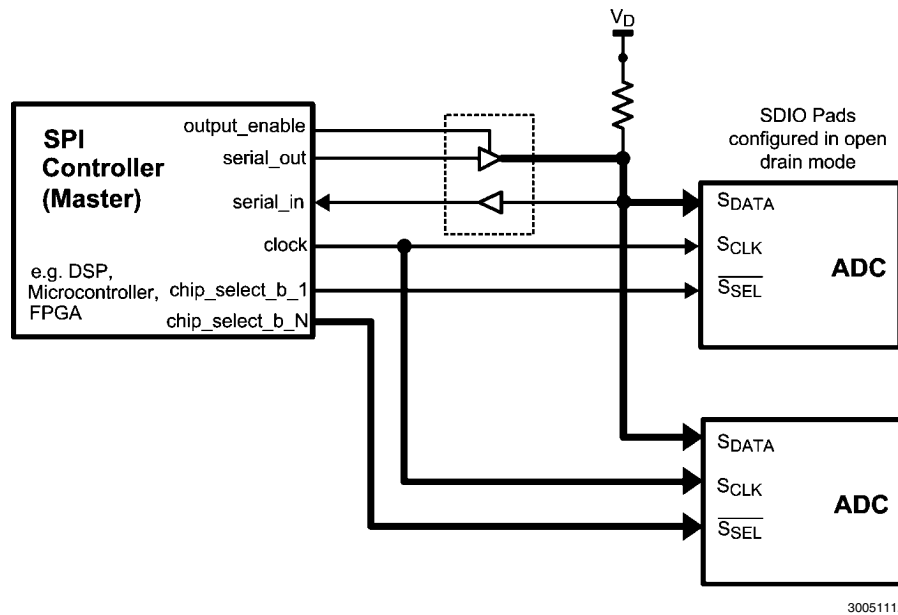 V_D
SPI
Controller
(Master)
e.g. DSP,
Microcontroller,
FPGA
output_enable
serial_out
serial_in
clock
chip_select_b_1
chip_select_b_N
SDIO Pads
configured in open
drain mode
S_DATA
S_CLK
S_SEL
ADC
S_DATA
S_CLK
S_SEL
ADC
3005111